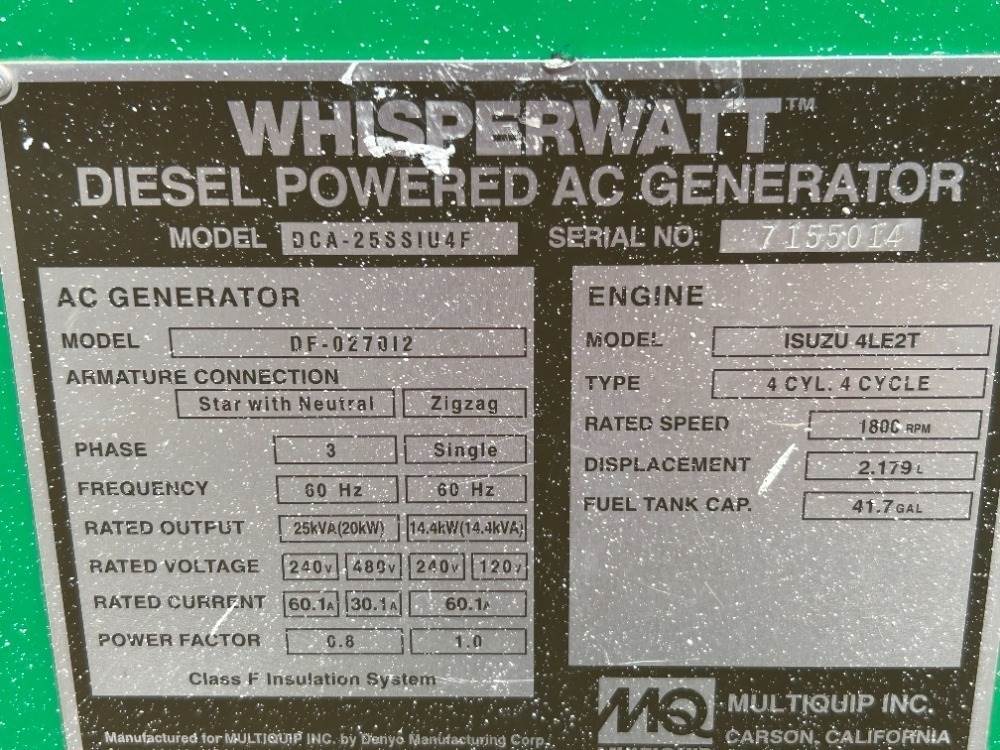 WHISPERWATT™
DIESEL POWERED AC GENERATOR
MODEL DCA-25SSIU4F SERIAL NO: 7155014
AC GENERATOR
MODEL DF-0270I2
ARMATURE CONNECTION
Star with Neutral Zigzag
PHASE 3 Single
FREQUENCY 60 Hz 60 Hz
RATED OUTPUT 25kVA(20kW) 14.4kW(14.4kVA)
RATED VOLTAGE 240V 480V 240V 120V
RATED CURRENT 60.1A 30.1A 60.1A
POWER FACTOR 0.8 1.0
Class F Insulation System
ENGINE
MODEL ISUZU 4LE2T
TYPE 4 CYL. 4 CYCLE
RATED SPEED 1800 RPM
DISPLACEMENT 2.179 L
FUEL TANK CAP. 41.7 GAL
Manufactured for MULTIQUIP INC. by Denyo Manufacturing Corp.
MQ MULTIQUIP INC.
MULTIQUIP CARSON, CALIFORNIA